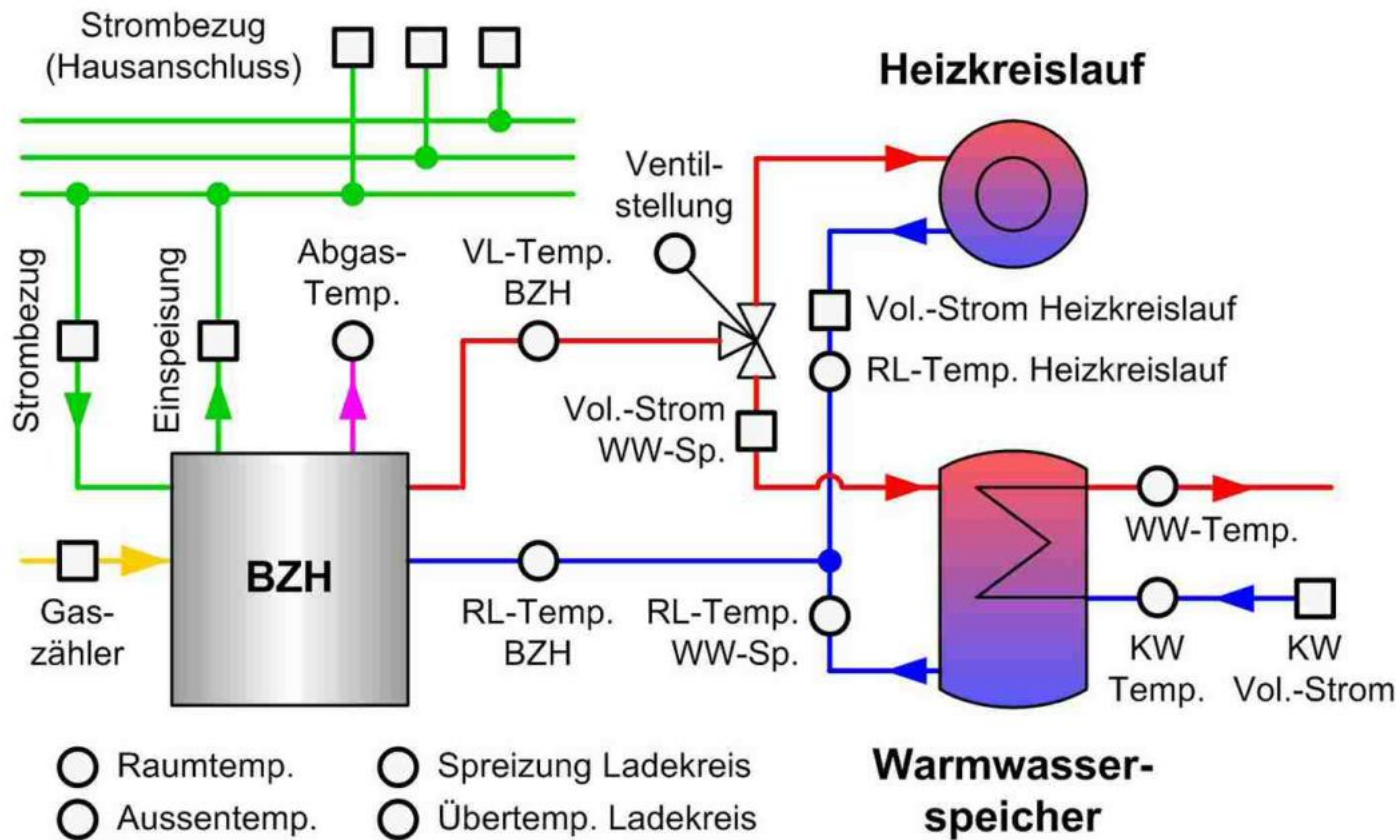 Strombezug
(Hausanschluss)
Heizkreislauf
Ventil-
stellung
Strombezug
Einspeisung
Abgas-
Temp.
VL-Temp.
BZH
Vol.-Strom Heizkreislauf
RL-Temp. Heizkreislauf
Vol.-Strom
WW-Sp.
WW-Temp.
BZH
Gas-
zähler
RL-Temp.
BZH
RL-Temp.
WW-Sp.
KW
Temp.
KW
Vol.-Strom
Raumtemp.
Aussentemp.
Spreizung Ladekreis
Übertemp. Ladekreis
Warmwasser-
speicher